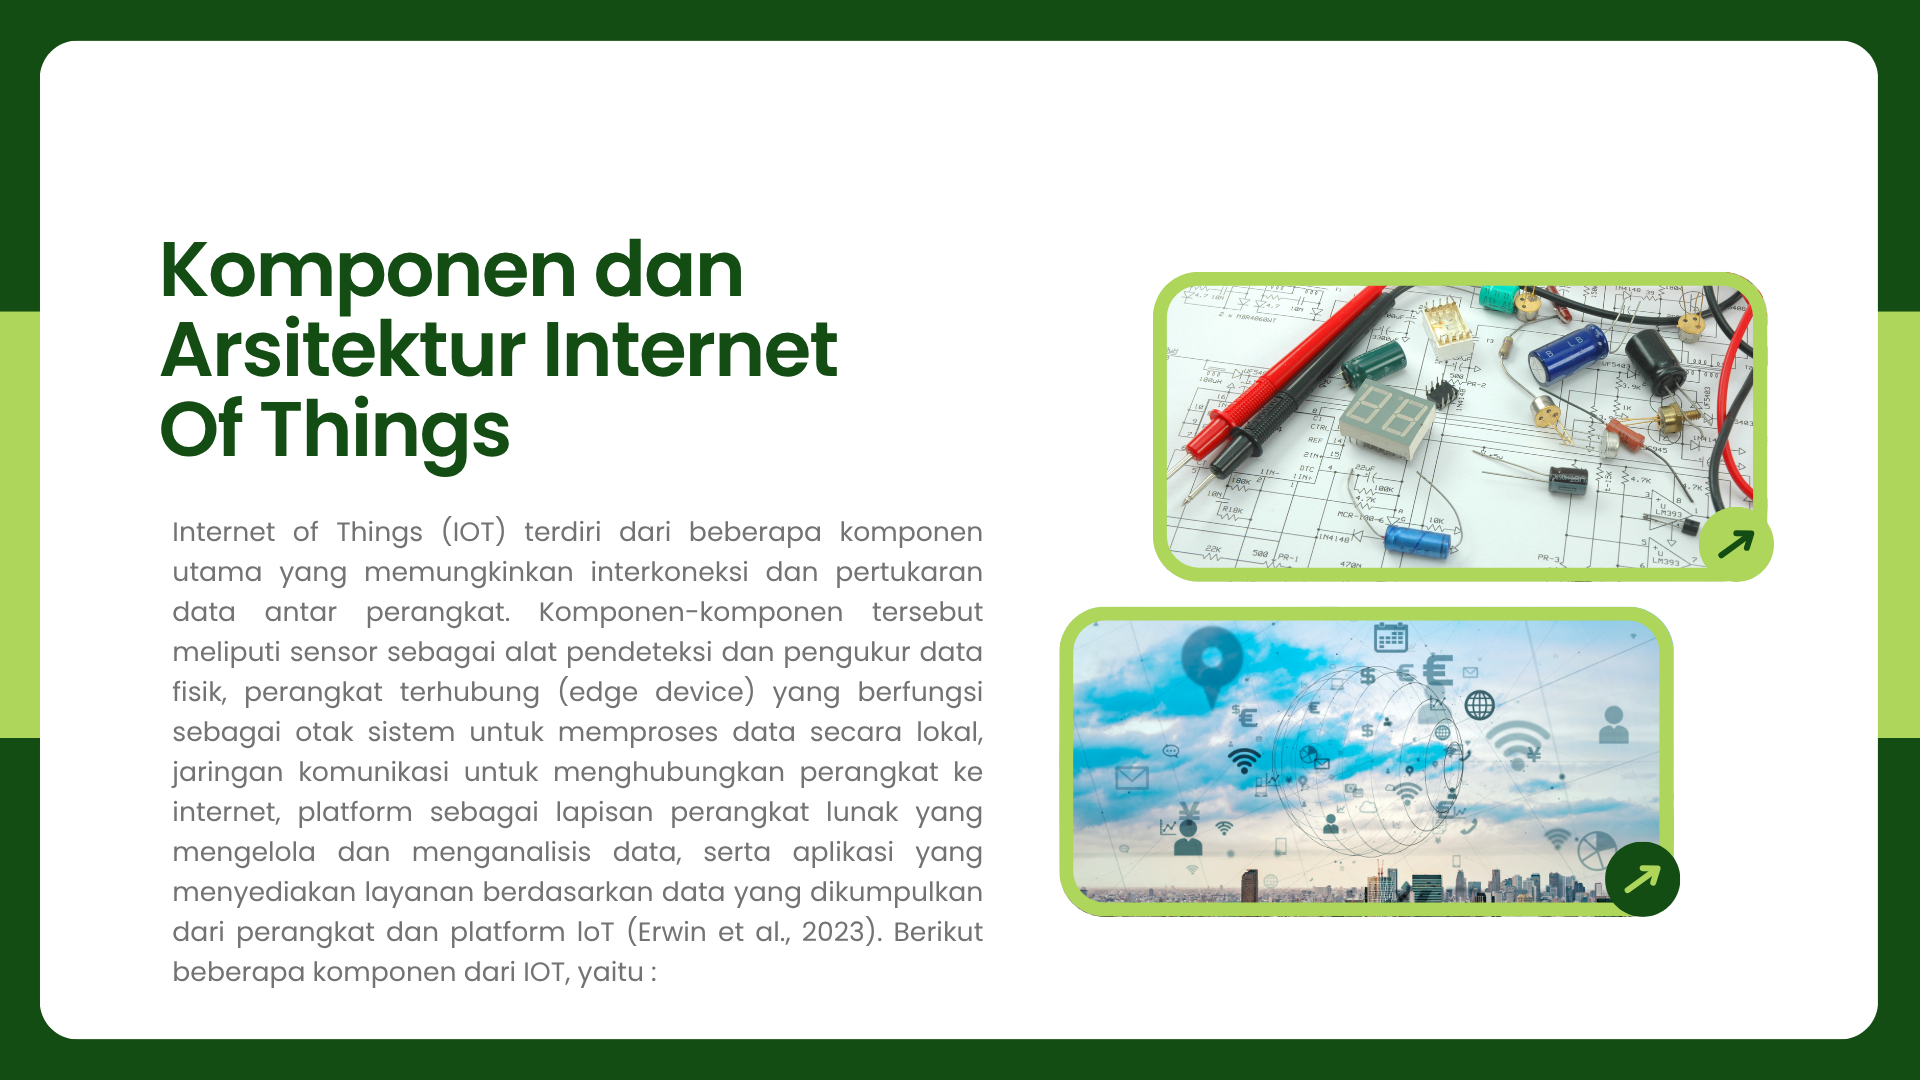 Komponen dan
Arsitektur Internet
Of Things
Internet of Things (IOT) terdiri dari beberapa komponen
utama yang memungkinkan interkoneksi dan pertukaran
data antar perangkat. Komponen-komponen tersebut
meliputi sensor sebagai alat pendeteksi dan pengukur data
fisik, perangkat terhubung (edge device) yang berfungsi
sebagai otak sistem untuk memproses data secara lokal,
jaringan komunikasi untuk menghubungkan perangkat ke
internet, platform sebagai lapisan perangkat lunak yang
mengelola dan menganalisis data, serta aplikasi yang
menyediakan layanan berdasarkan data yang dikumpulkan
dari perangkat dan platform loT (Erwin et al., 2023). Berikut
beberapa komponen dari IOT, yaitu :